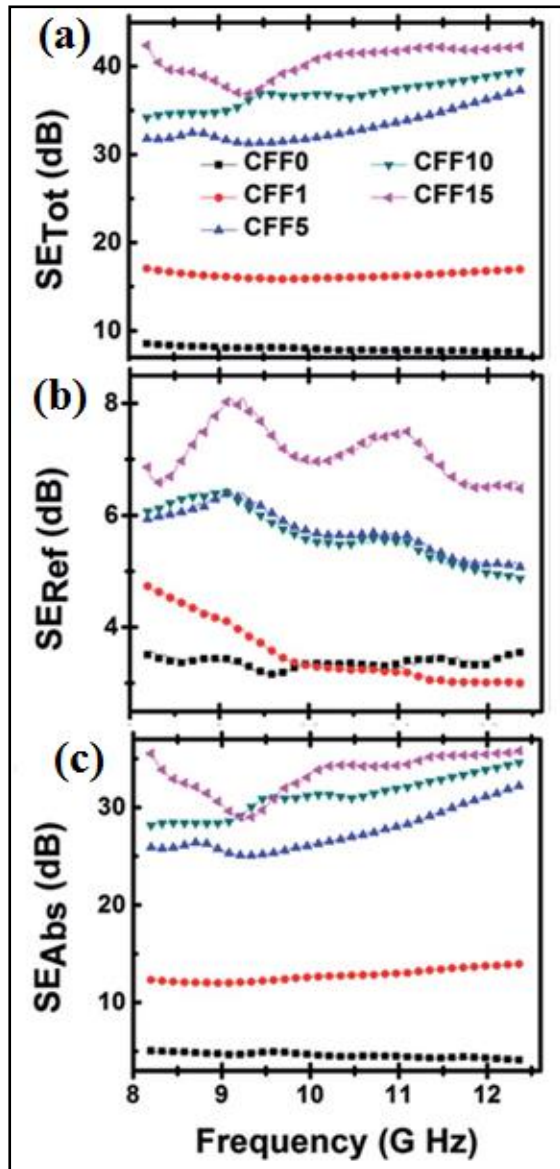 (a)
SETot (dB)
40
30
20
10
CFF0
CFF10
CFF1
CFF15
CFF5
(b)
SERef (dB)
8
6
4
(c)
SEAbs (dB)
30
20
10
8
9
10
11
12
Frequency (G Hz)